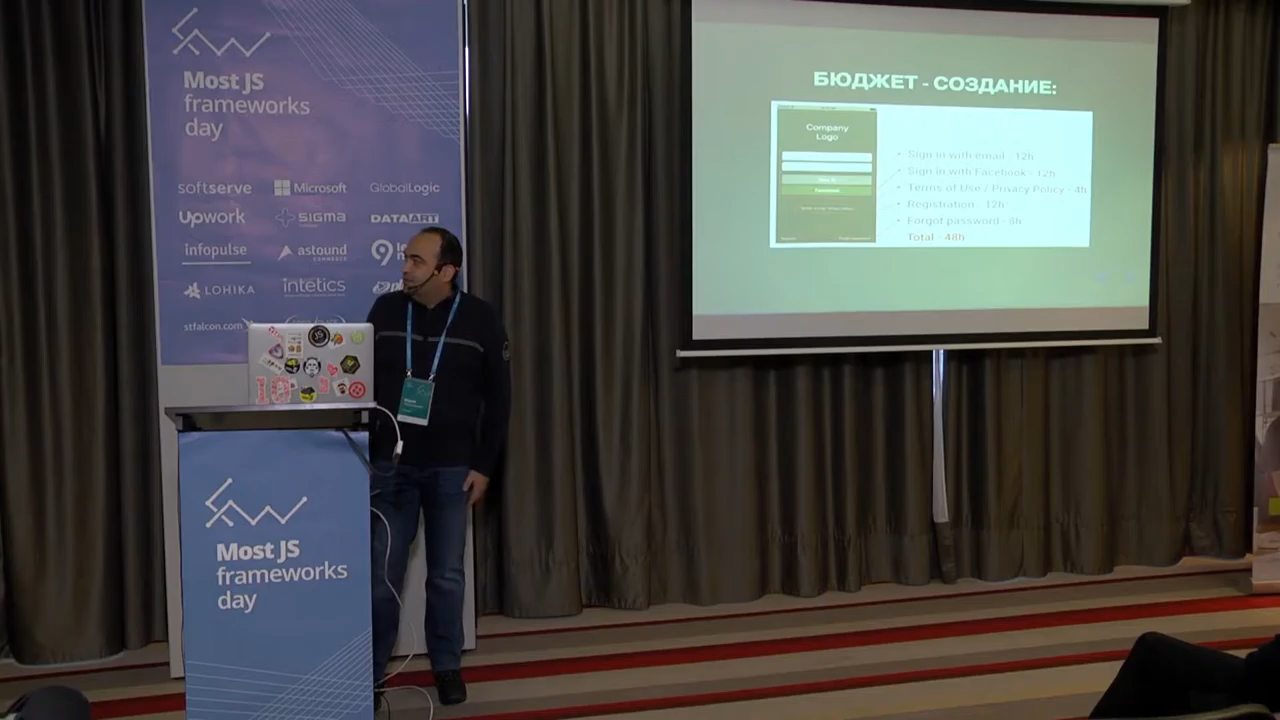 Most JS
frameworks
day
softserve
Microsoft
GlobalLogic
Upwork
SIGMA
DATAART
infopulse
astound
LOHIKA
intetics
stfalcon.com
10
Most JS
frameworks
day
БЮДЖЕТ - СОЗДАНИЕ:
Company
Logo
• Sign in with email - 12h
• Sign in with Facebook - 12h
• Terms of Use / Privacy Policy - 4h
• Registration - 12h
• Forgot password - 8h
Total - 48h